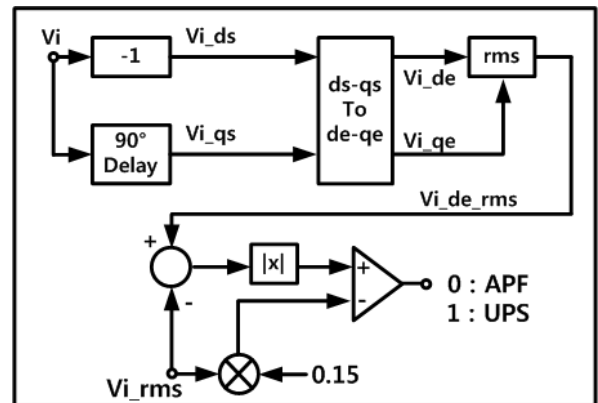 Vi
-1
Vi_ds
ds-qs
To
de-qe
Vi_de
rms
90°
Delay
Vi_qs
Vi_qe
Vi_de_rms
+
-
|x|
+
-
0 : APF
1 : UPS
Vi_rms
0.15